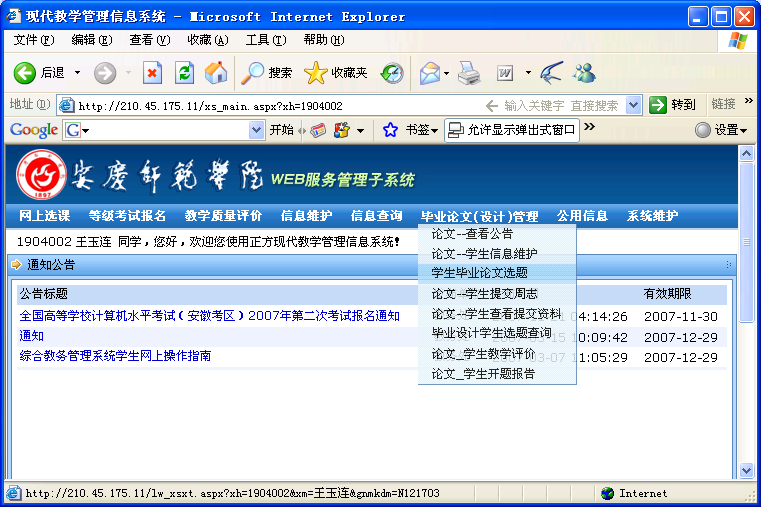 现代教学管理信息系统 - Microsoft Internet Explorer
文件(F) 编辑(E) 查看(V) 收藏(A) 工具(T) 帮助(H)
后退 搜索 收藏夹
地址(D) http://210.45.175.11/xs_main.aspx?xh=1904002 输入关键字 直接搜索 转到 链接 »
Google G 开始 书签 允许显示弹出式窗口 » 设置
1897 安庆师范学院 WEB服务管理子系统
网上选课 等级考试报名 教学质量评价 信息维护 信息查询 毕业论文(设计)管理 公用信息 系统维护
1904002 王玉连 同学，您好，欢迎您使用正方现代教学管理信息系统!
通知公告
公告标题 有效期限
全国高等学校计算机水平考试（安徽考区）2007年第二次考试报名通知 04:14:26 2007-11-30
通知 10:09:42 2007-12-29
综合教务管理系统学生网上操作指南 11:05:29 2007-12-29
论文--查看公告
论文--学生信息维护
学生毕业论文选题
论文--学生提交周志
论文--学生查看提交资料
毕业设计学生选题查询
论文_学生教学评价
论文_学生开题报告
http://210.45.175.11/lw_xsxt.aspx?xh=1904002&xm=王玉连&gnmkdm=N121703 Internet